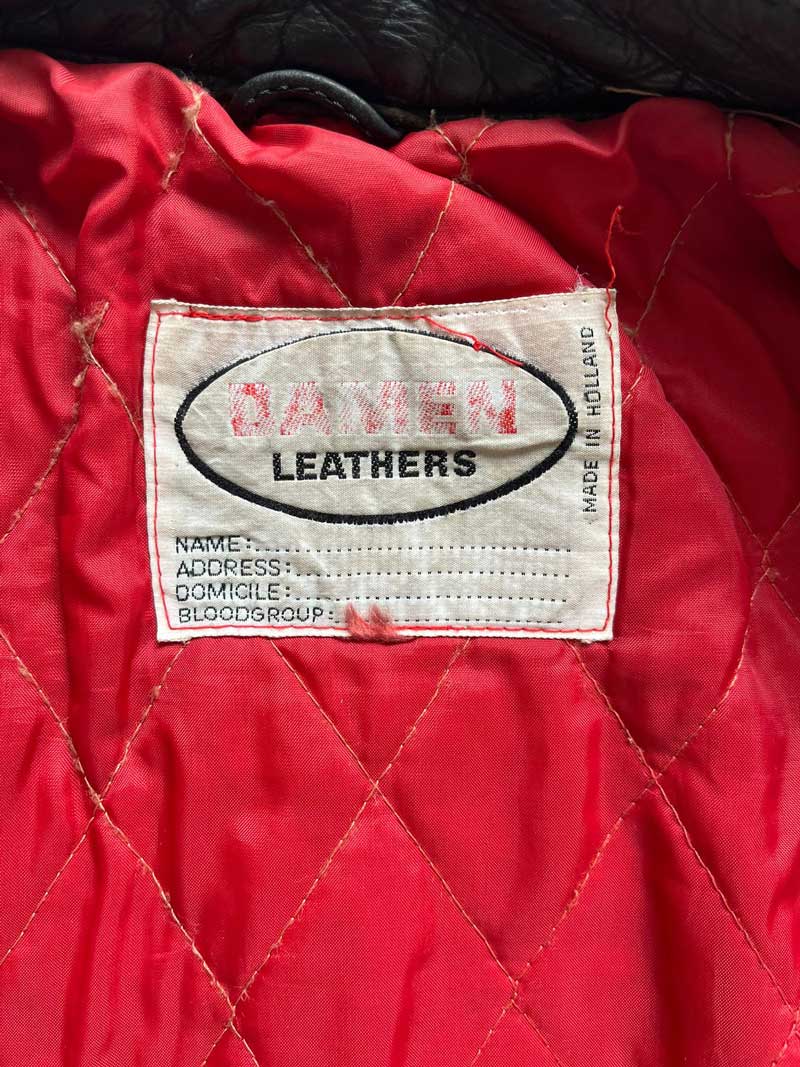 DAMEN
LEATHERS
MADE IN HOLLAND
NAME:..............................
ADDRESS:..............................
DOMICILE:..............................
BLOODGROUP:..............................